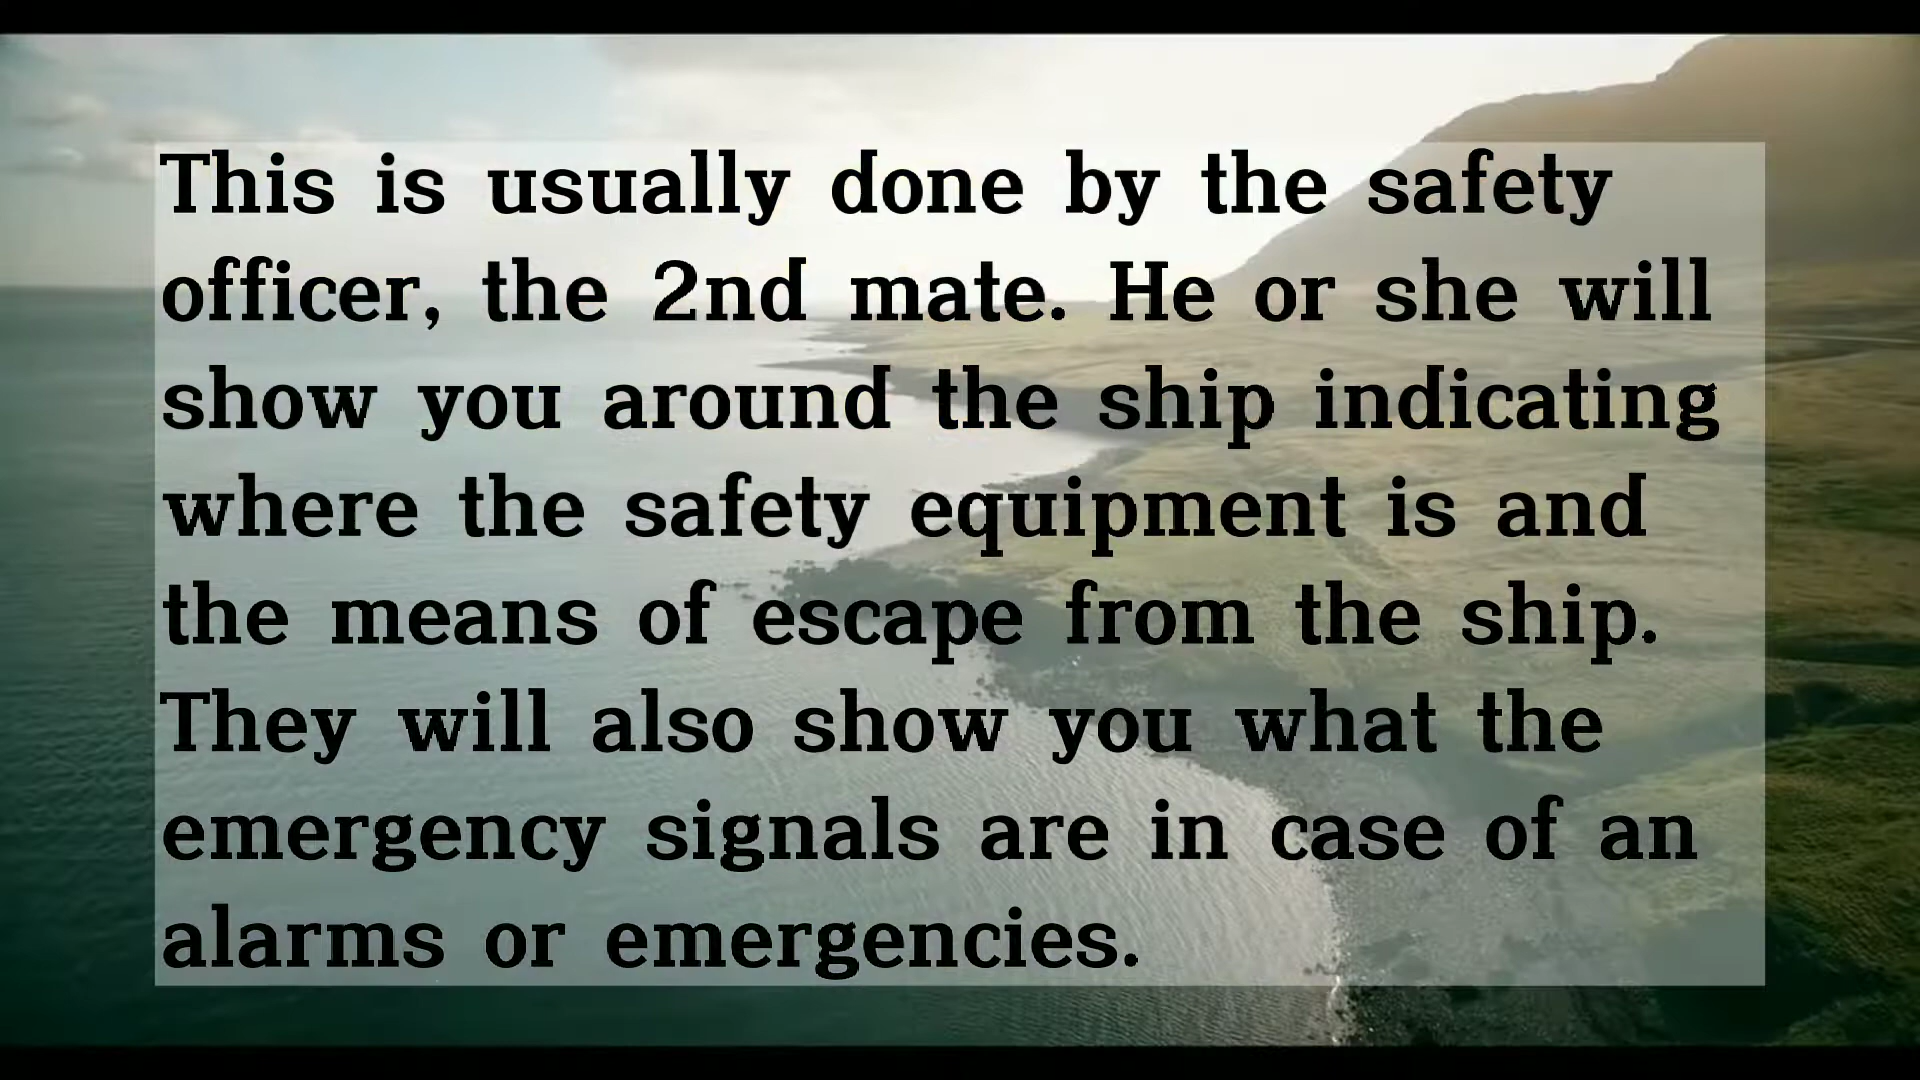 This is usually done by the safety
officer, the 2nd mate. He or she will
show you around the ship indicating
where the safety equipment is and
the means of escape from the ship.
They will also show you what the
emergency signals are in case of an
alarms or emergencies.